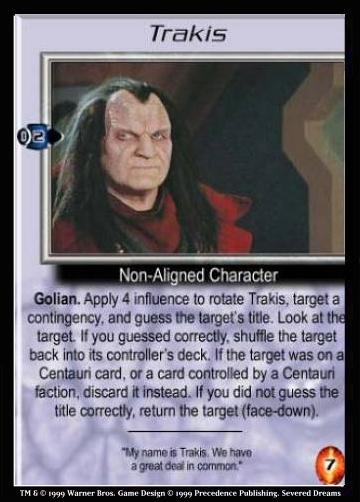 Trakis
0 2
Non-Aligned Character
Golian. Apply 4 influence to rotate Trakis, target a
contingency, and guess the target's title. Look at the
target. If you guessed correctly, shuffle the target
back into its controller's deck. If the target was on a
Centauri card, or a card controlled by a Centauri
faction, discard it instead. If you did not guess the
title correctly, return the target (face-down).
"My name is Trakis. We have
a great deal in common."
7
TM & © 1999 Warner Bros. Game Design © 1999 Precedence Publishing. Severed Dreams